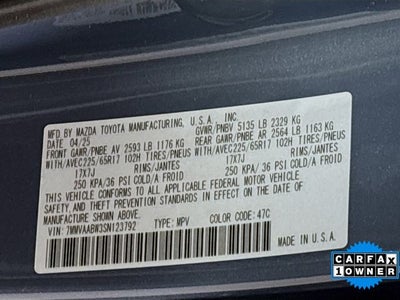 MFD. BY MAZDA TOYOTA MANUFACTURING, U.S.A., INC.
DATE 04/25 GVWR/PNBV 5135 LB 2329 KG
FRONT GAWR/PNBE AV 2593 LB 1176 KG REAR GAWR/PNBE AR 2564 LB 1163 KG
WITH/AVEC225/65R17 102H TIRES/PNEUS WITH/AVEC225/65R17 102H TIRES/PNEUS
17X7J RIMS/JANTES 17X7J RIMS/JANTES
250 KPA/36 PSI COLD/A FROID 250 KPA/ 36 PSI COLD/A FROID
THIS VEHICLE CONFORMS TO ALL APPLICABLE FEDERAL MOTOR VEHICLE
SAFETY AND THEFT PREVENTION STANDARDS IN EFFECT ON THE DATE OF
MANUFACTURE SHOWN ABOVE.
VIN: 7MMVAABW3SN123792 TYPE: MPV COLOR CODE: 47C
MADE IN U.S.A.
CARFAX
1 OWNER